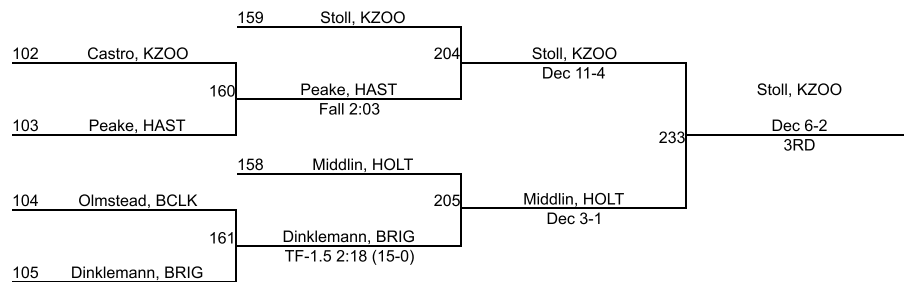 159 Stoll, KZOO
102 Castro, KZOO
204 Stoll, KZOO
Dec 11-4
160 Peake, HAST
Fall 2:03
Stoll, KZOO
103 Peake, HAST
233 Dec 6-2
3RD
158 Middlin, HOLT
104 Olmstead, BCLK
205 Middlin, HOLT
Dec 3-1
161 Dinklemann, BRIG
TF-1.5 2:18 (15-0)
105 Dinklemann, BRIG